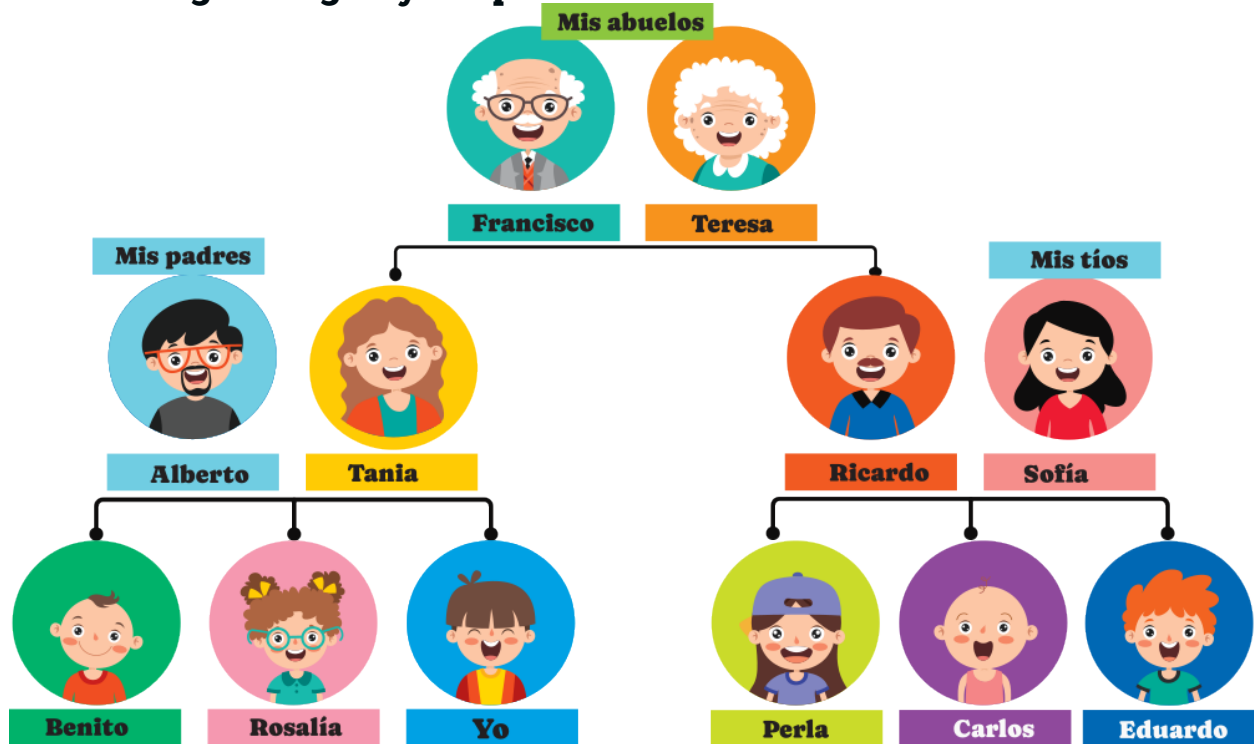 Mis abuelos
Francisco Teresa
Mis padres Mis tíos
Alberto Tania Ricardo Sofía
Benito Rosalía Yo Perla Carlos Eduardo